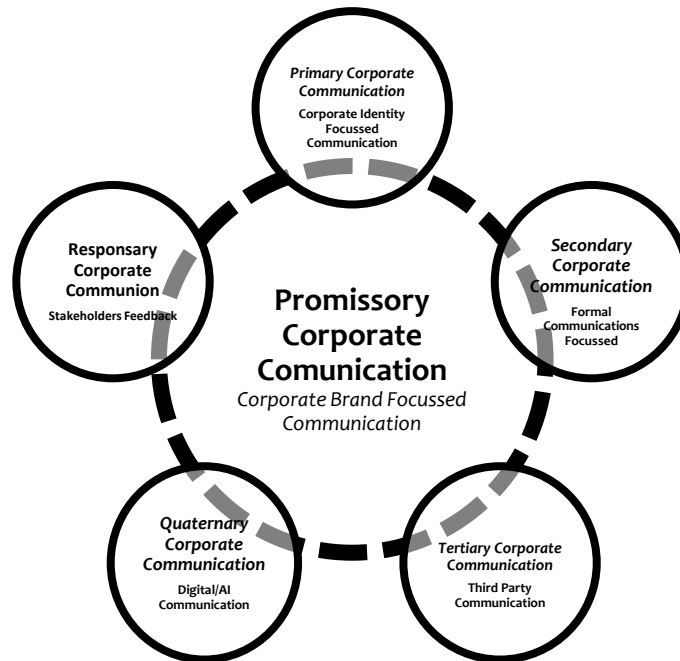 Primary Corporate
Communication
Corporate Identity
Focussed
Communication
Secondary
Corporate
Communication
Formal
Communications
Focussed
Responsary
Corporate
Communion
Stakeholders Feedback
Promissory
Corporate
Comunication
Corporate Brand Focussed
Communication
Quaternary
Corporate
Communication
Digital/AI
Communication
Tertiary Corporate
Communication
Third Party
Communication